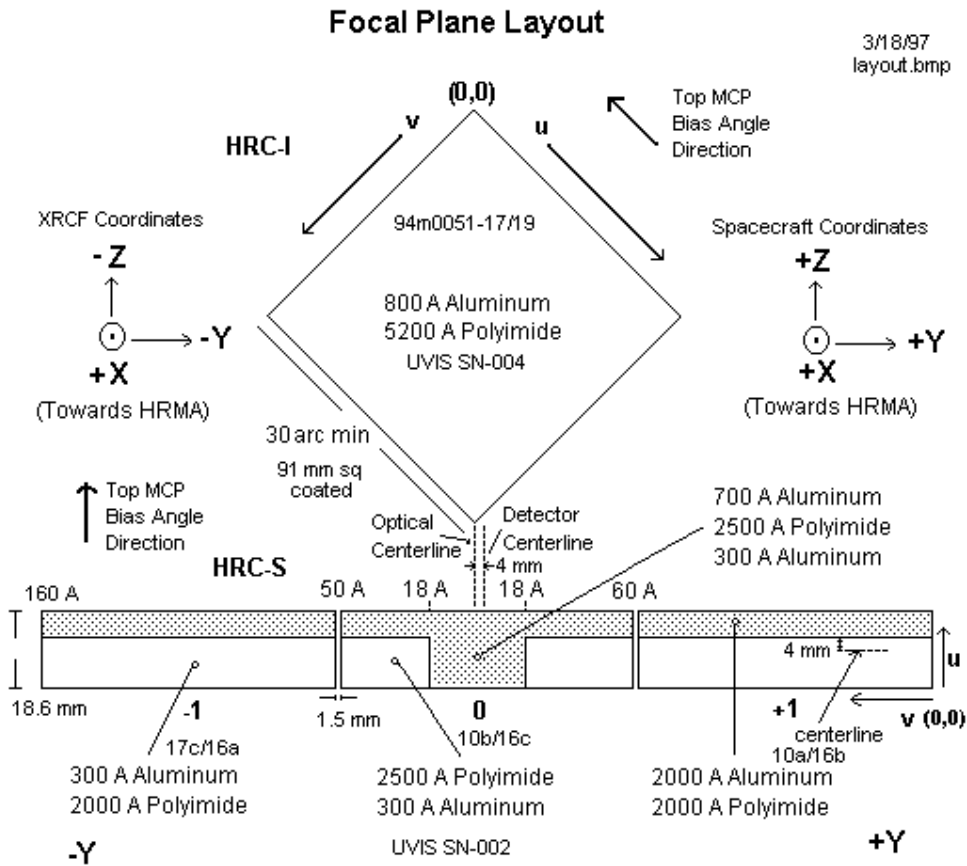 Focal Plane Layout
3/18/97
layout.bmp
(0,0)
v
u
Top MCP
Bias Angle
Direction
HRC-I
XRCF Coordinates
- Z
-Y
+X
(Towards HRMA)
94m0051-17/19
800 A Aluminum
5200 A Polyimide
UVIS SN-004
Spacecraft Coordinates
+Z
+Y
+X
(Towards HRMA)
30 arc min
91 mm sq
coated
Top MCP
Bias Angle
Direction
Optical
Centerline
Detector
Centerline
4 mm
700 A Aluminum
2500 A Polyimide
300 A Aluminum
HRC-S
160 A
50 A
18 A
18 A
60 A
4 mm
u
18.6 mm
-1
1.5 mm
0
+1
v (0,0)
17c/16a
10b/16c
centerline
10a/16b
300 A Aluminum
2000 A Polyimide
2500 A Polyimide
300 A Aluminum
2000 A Aluminum
2000 A Polyimide
-Y
UVIS SN-002
+Y